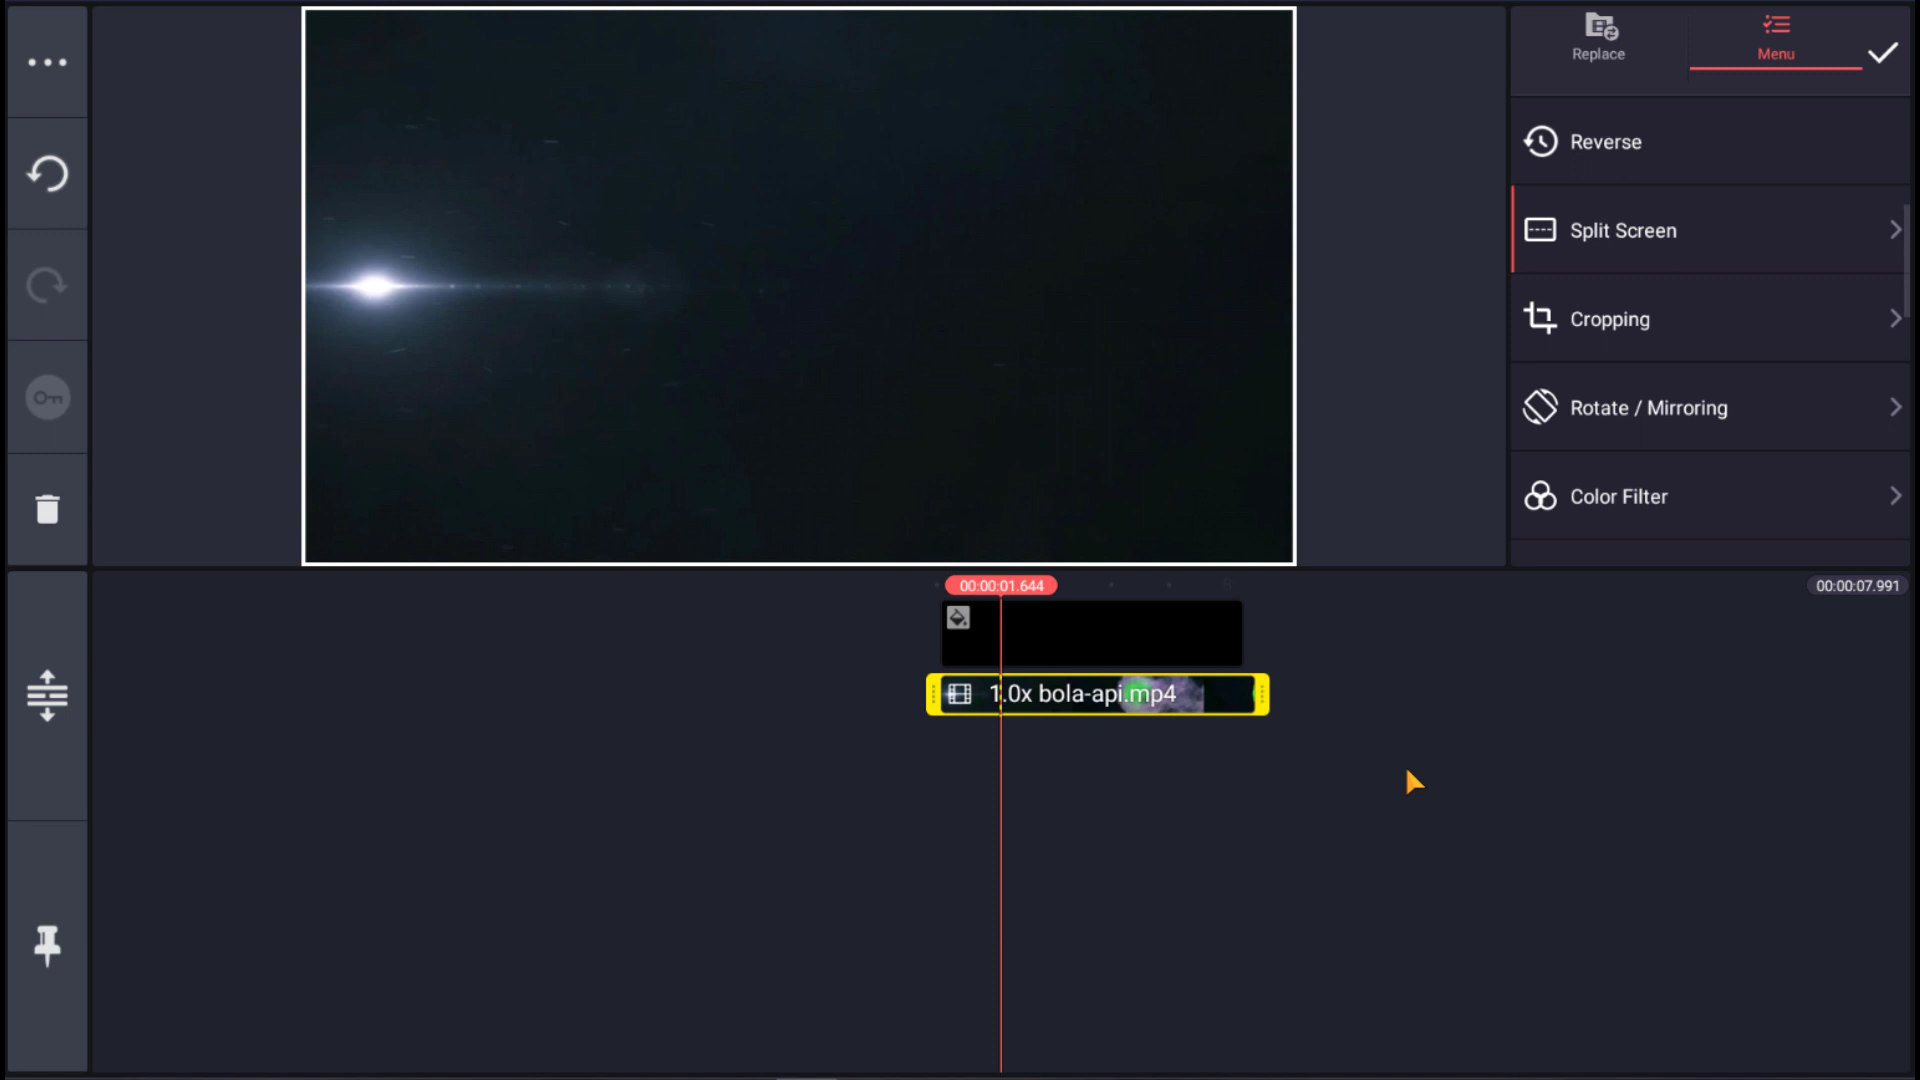 Replace
Menu
Reverse
Split Screen
Cropping
Rotate / Mirroring
Color Filter
00:00:01.644
8
00:00:07.991
1.0x bola-api.mp4